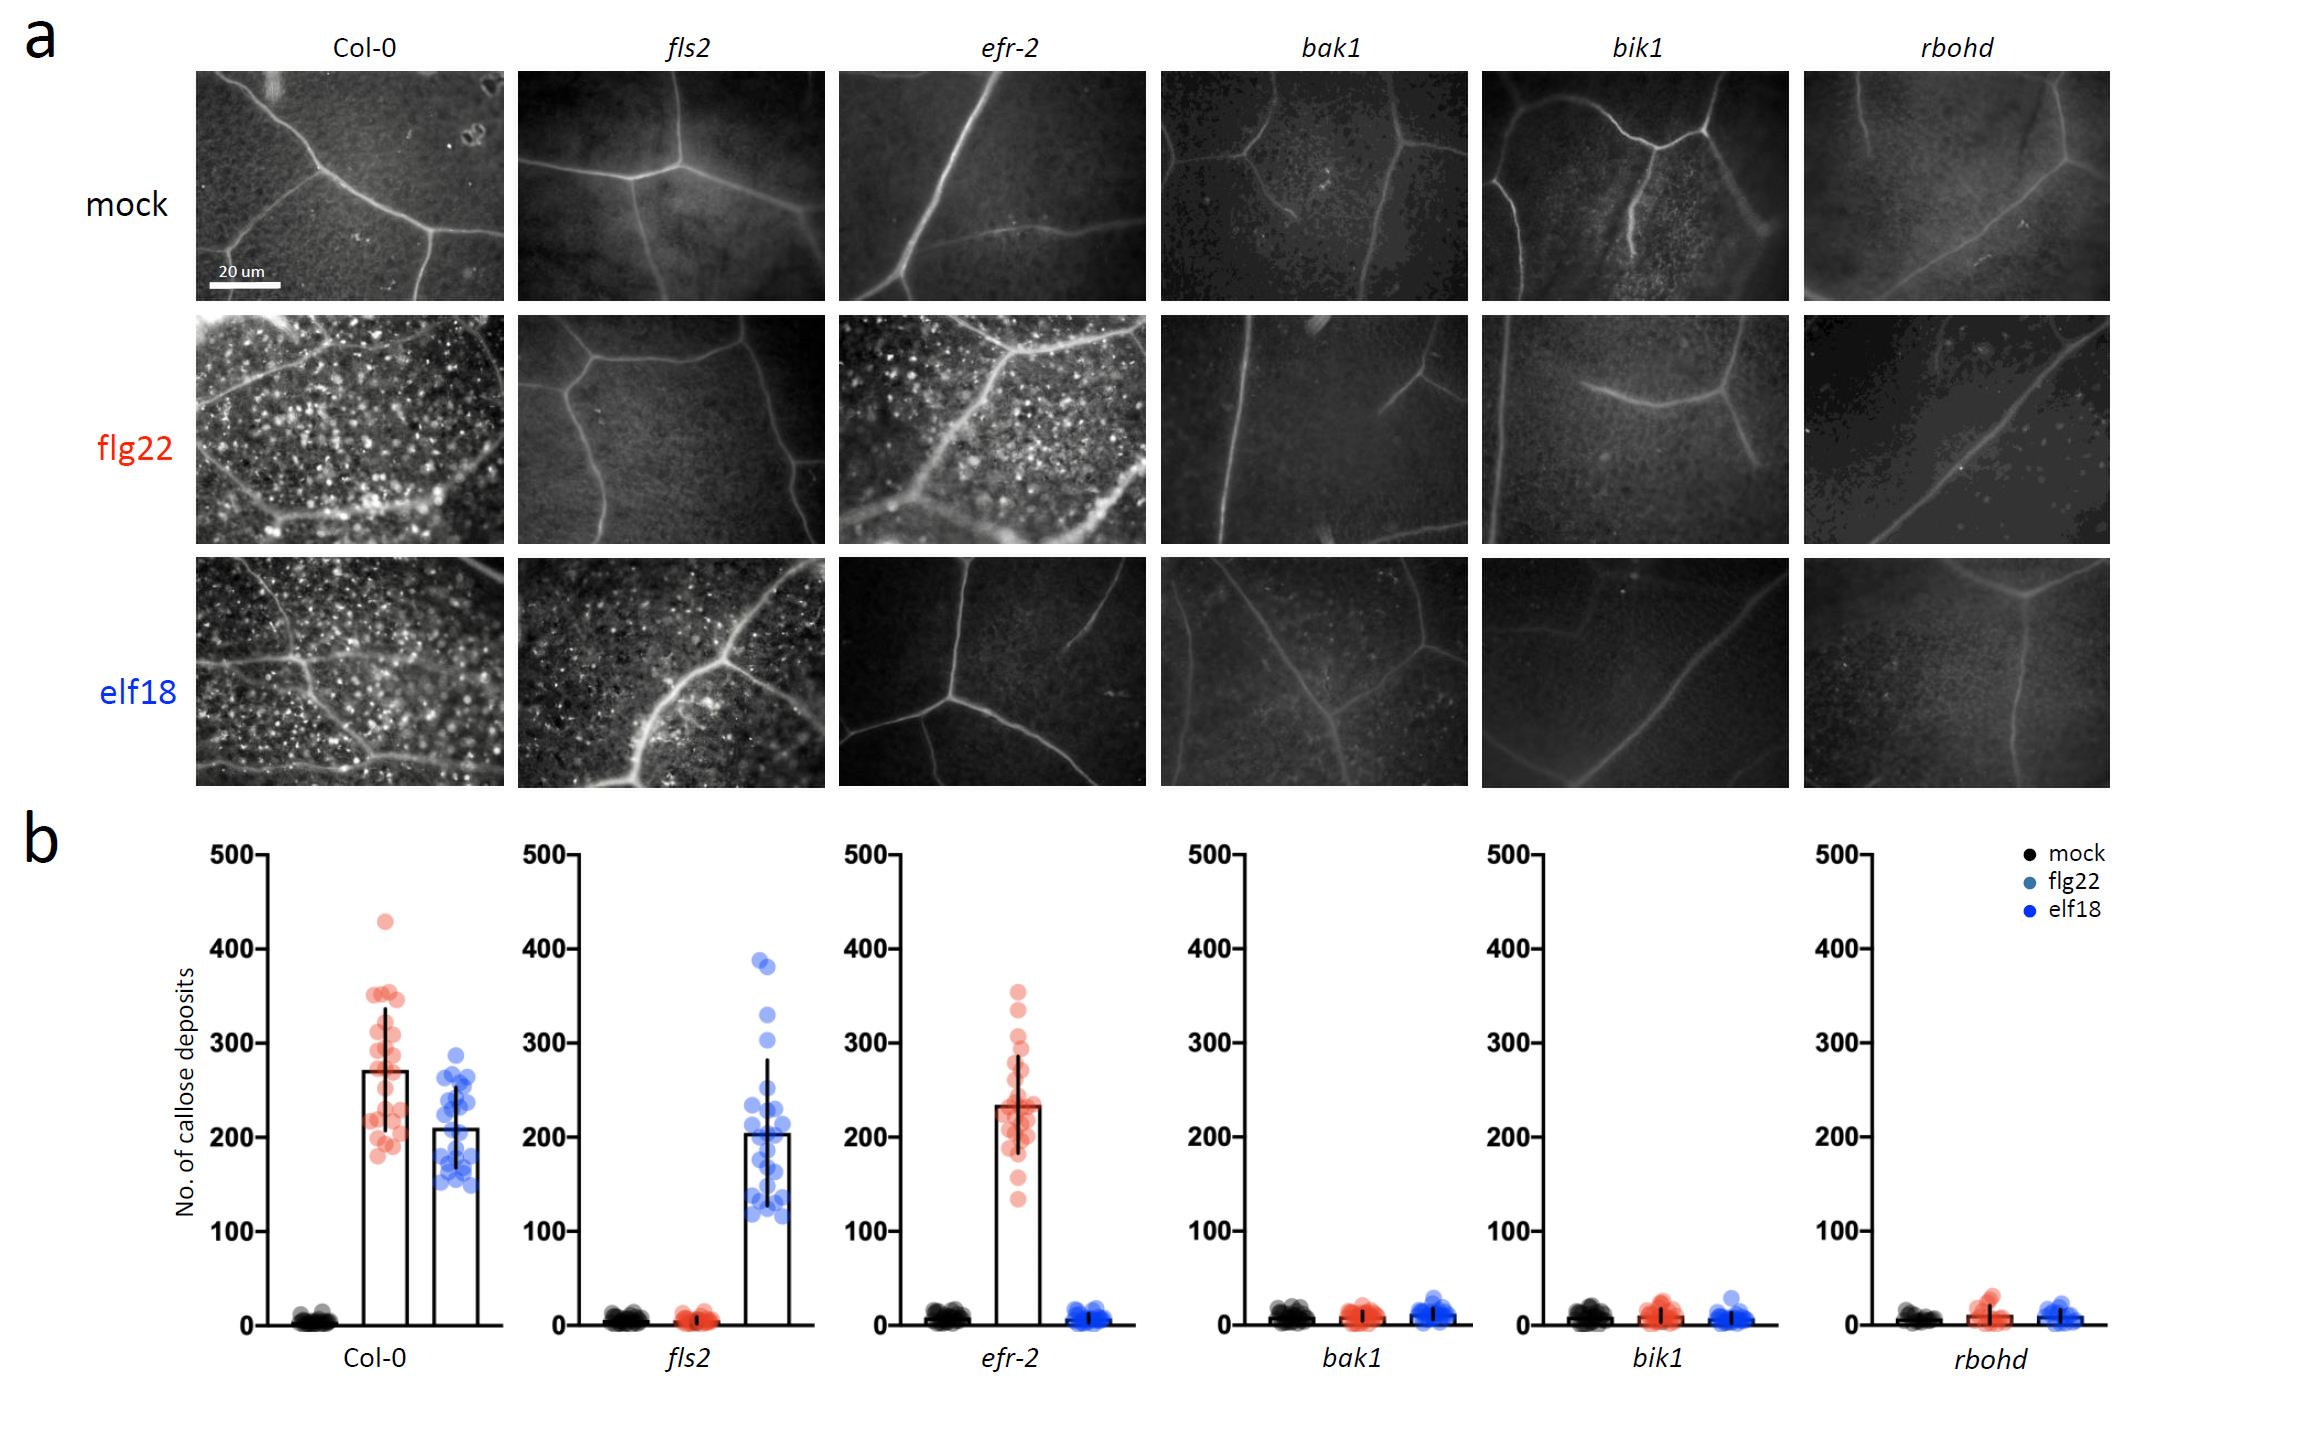 a
Col-0 fls2 efr-2 bak1 bik1 rbohd
mock
20 um
flg22
elf18
b
No. of callose deposits
500 500 500 500 500 500
400 400 400 400 400 400
300 300 300 300 300 300
200 200 200 200 200 200
100 100 100 100 100 100
0 0 0 0 0 0
mock
flg22
elf18
Col-0 fls2 efr-2 bak1 bik1 rbohd